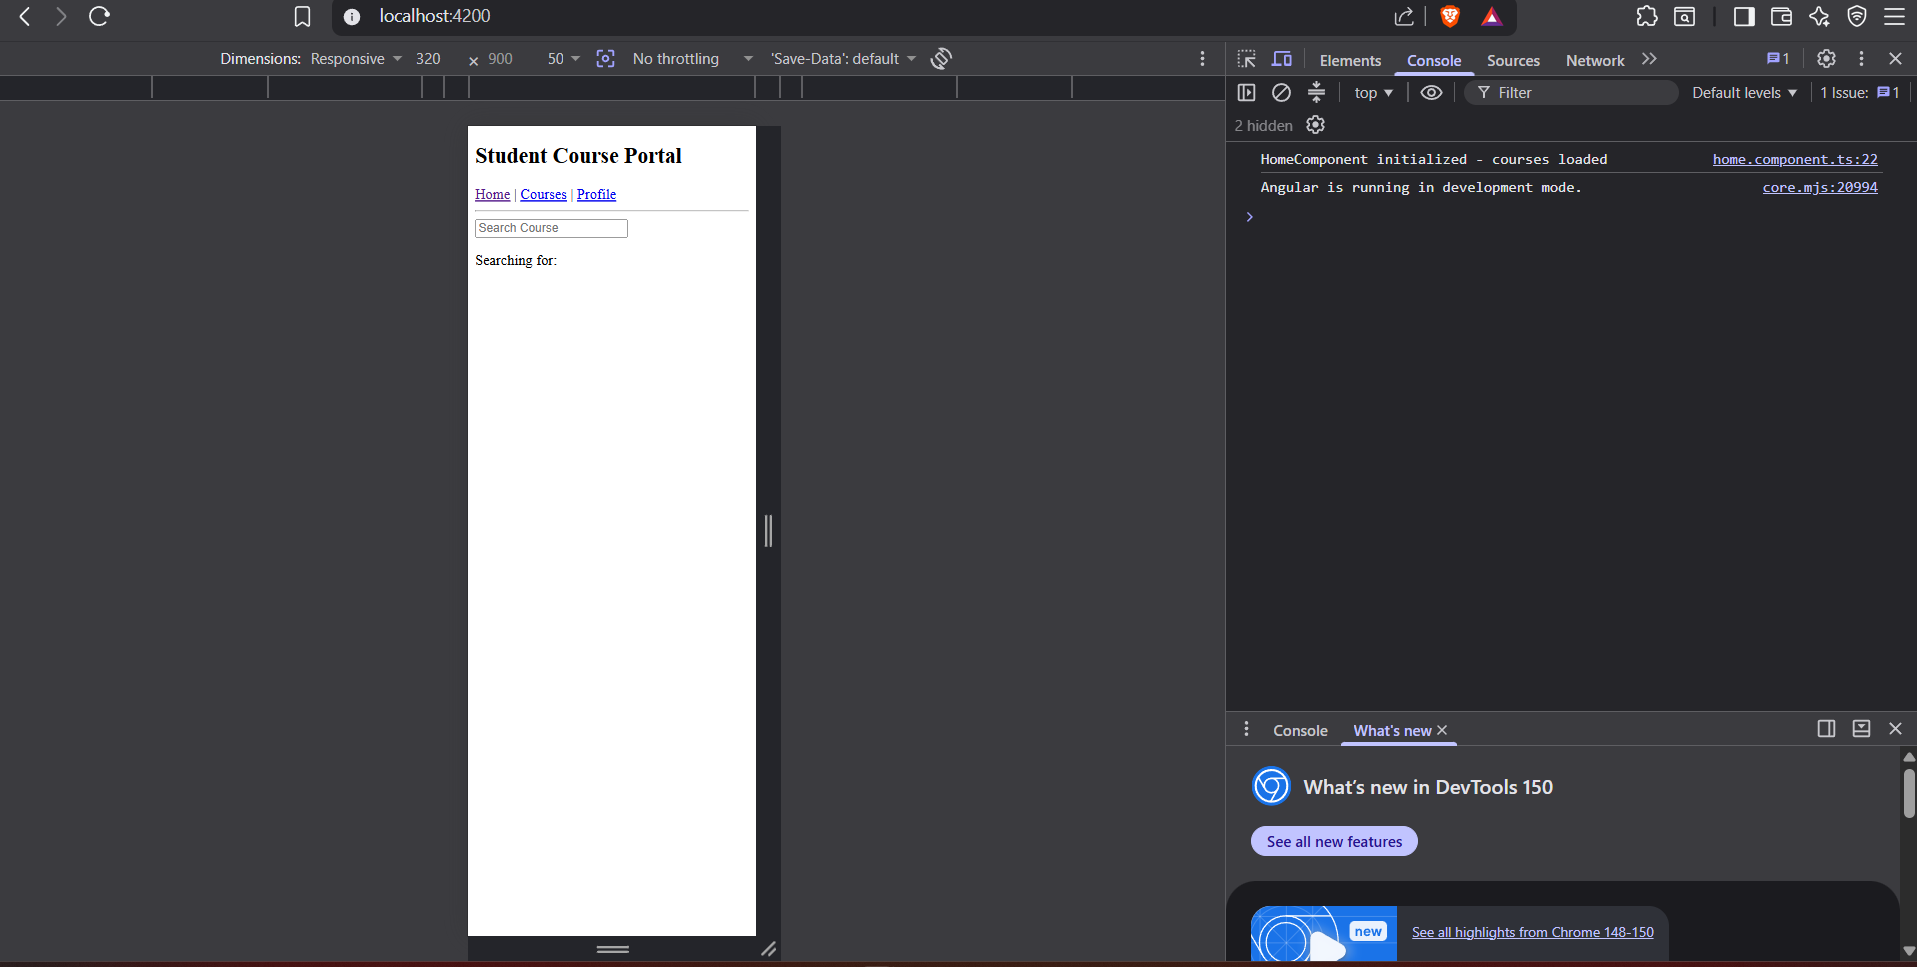 localhost:4200
Dimensions: Responsive 320 × 900 50 No throttling 'Save-Data': default
Elements Console Sources Network 1
top Filter Default levels 1 Issue: 1
2 hidden
Student Course Portal
Home | Courses | Profile
Search Course
Searching for:
HomeComponent initialized - courses loaded home.component.ts:22
Angular is running in development mode. core.mjs:20994
Console What's new
What's new in DevTools 150
See all new features
new
See all highlights from Chrome 148-150